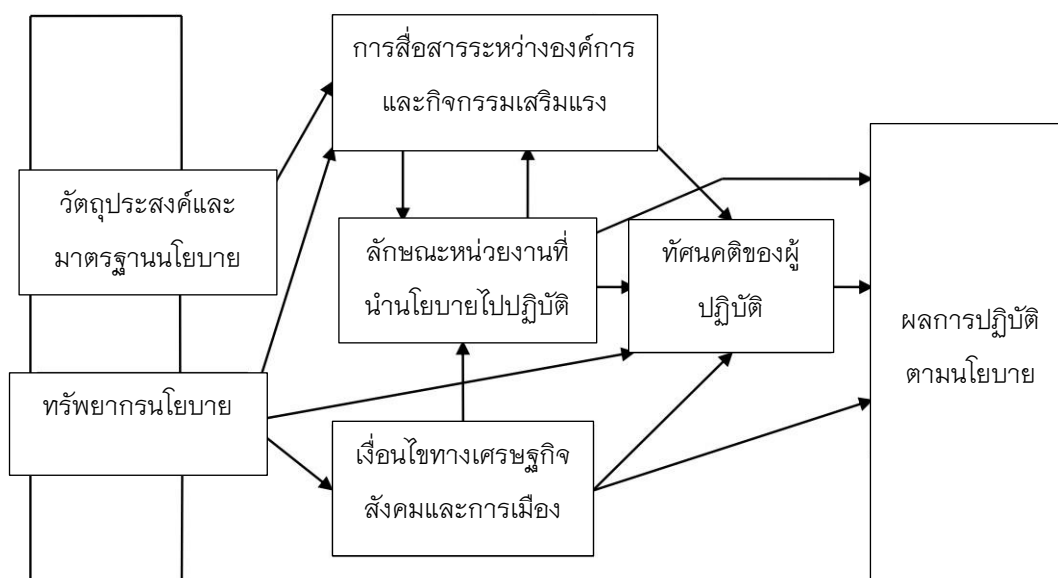 การสื่อสารระหว่างองค์การ
และกิจกรรมเสริมแรง
วัตถุประสงค์และ
มาตรฐานนโยบาย
ลักษณะหน่วยงานที่
นำนโยบายไปปฏิบัติ
ทัศนคติของผู้
ปฏิบัติ
ผลการปฏิบัติ
ตามนโยบาย
ทรัพยากรนโยบาย
เงื่อนไขทางเศรษฐกิจ
สังคมและการเมือง